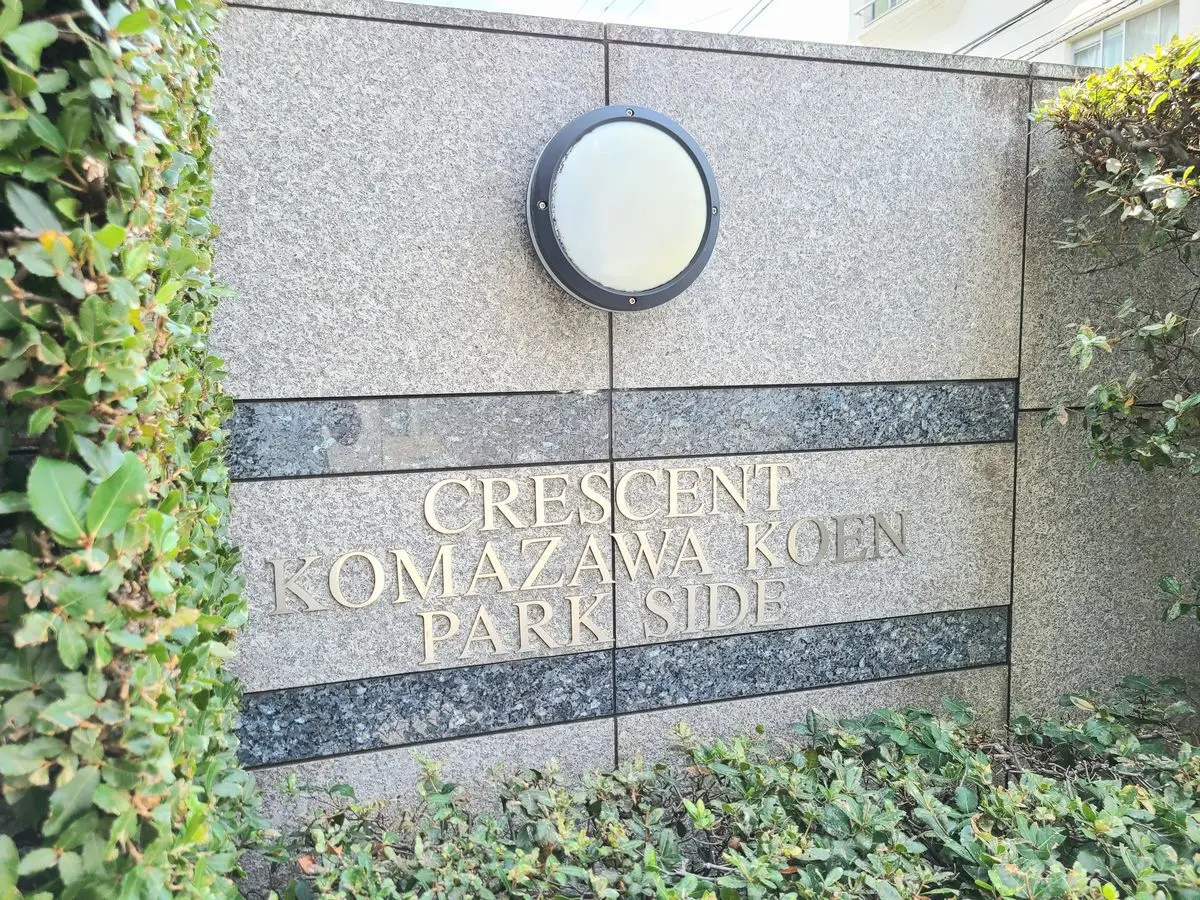 CRESCENT
KOMAZAWA KOEN
PARK SIDE